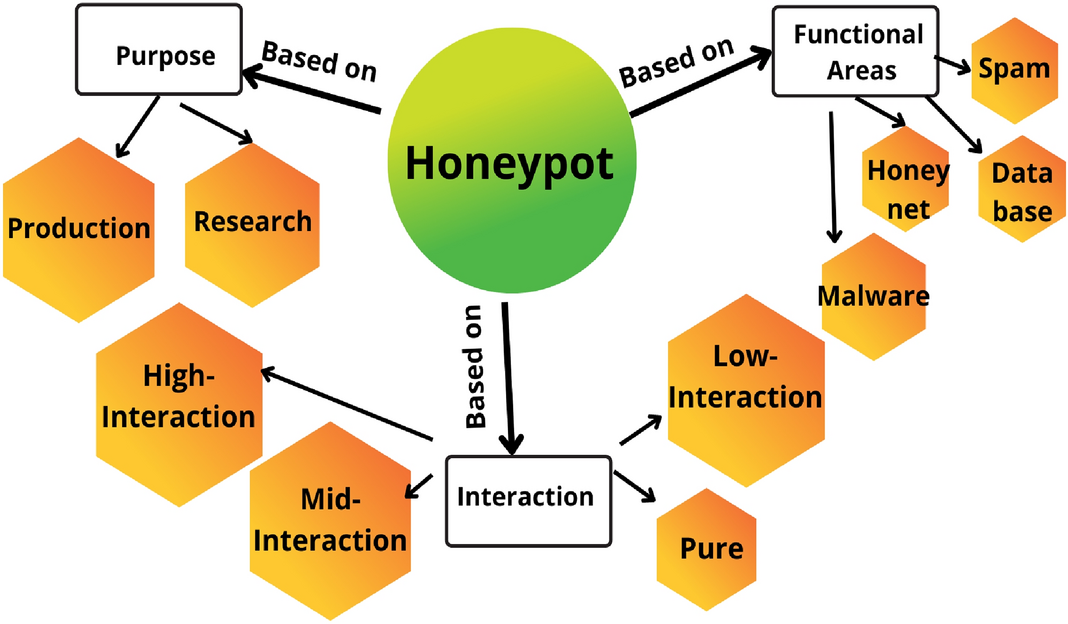 Purpose
Based on
Honeypot
Based on
Functional
Areas
Spam
Honey
net
Data
base
Malware
Production
Research
Based on
High-
Interaction
Mid-
Interaction
Interaction
Low-
Interaction
Pure